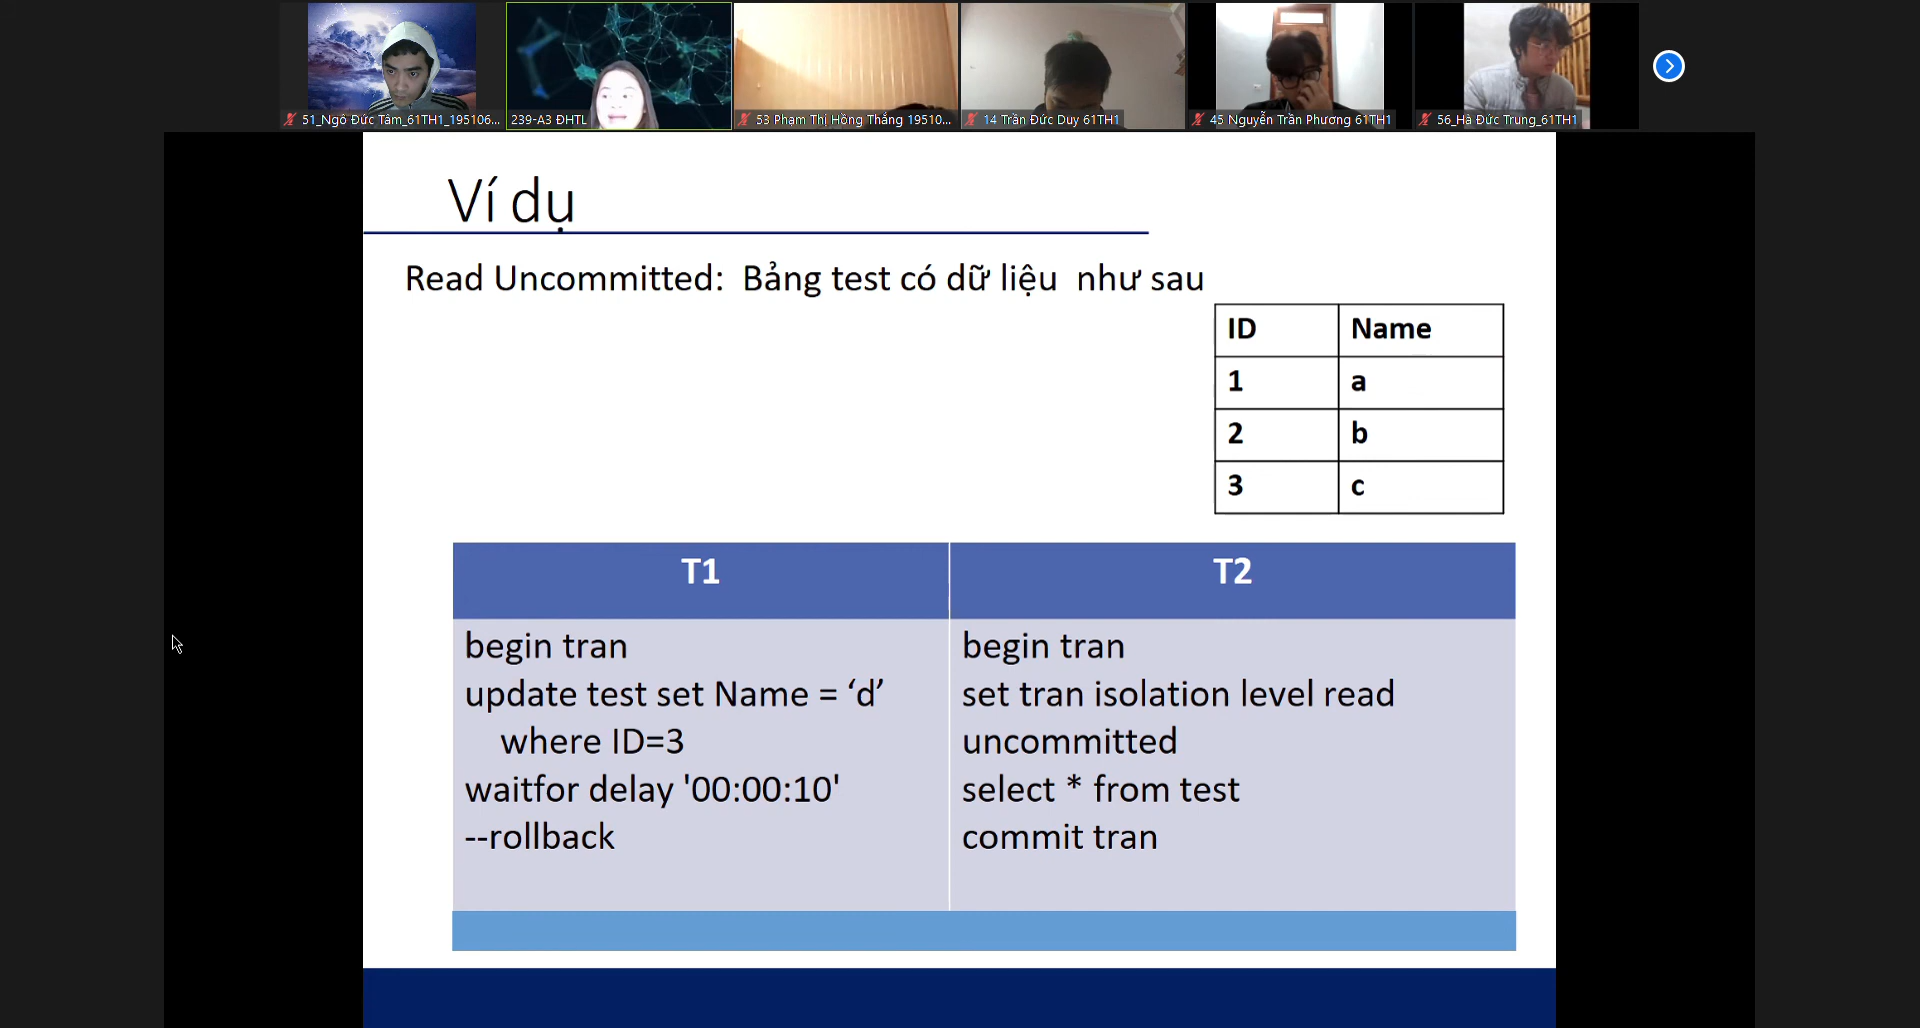 51_Ngô Đức Tâm_61TH1_195106...
239-A3 ĐHTL
53 Phạm Thị Hồng Thắng 19510...
14 Trần Đức Duy 61TH1
45 Nguyễn Trần Phương 61TH1
56_Hà Đức Trung_61TH1
Ví dụ
Read Uncommitted: Bảng test có dữ liệu như sau
ID Name
1 a
2 b
3 c
T1
begin tran
update test set Name = ‘d’
where ID=3
waitfor delay '00:00:10'
--rollback
T2
begin tran
set tran isolation level read
uncommitted
select * from test
commit tran